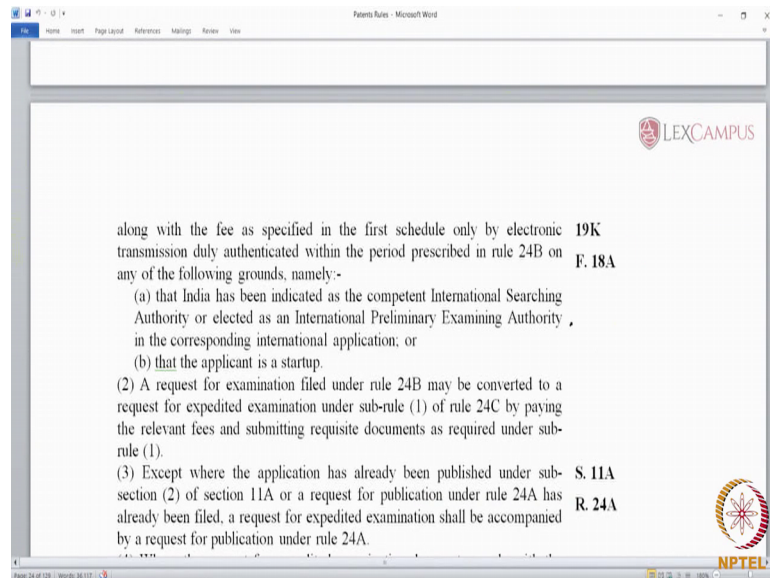 Patents Rules - Microsoft Word
File Home Insert Page Layout References Mailings Review View
LEXCAMPUS
along with the fee as specified in the first schedule only by electronic 19K
transmission duly authenticated within the period prescribed in rule 24B on
F. 18A
any of the following grounds, namely:-
(a) that India has been indicated as the competent International Searching
Authority or elected as an International Preliminary Examining Authority
in the corresponding international application; or
(b) that the applicant is a startup.
(2) A request for examination filed under rule 24B may be converted to a
request for expedited examination under sub-rule (1) of rule 24C by paying
the relevant fees and submitting requisite documents as required under sub-
rule (1).
(3) Except where the application has already been published under sub- S. 11A
section (2) of section 11A or a request for publication under rule 24A has
R. 24A
already been filed, a request for expedited examination shall be accompanied
by a request for publication under rule 24A.
NPTEL
Page: 24 of 129 Words: 36,117